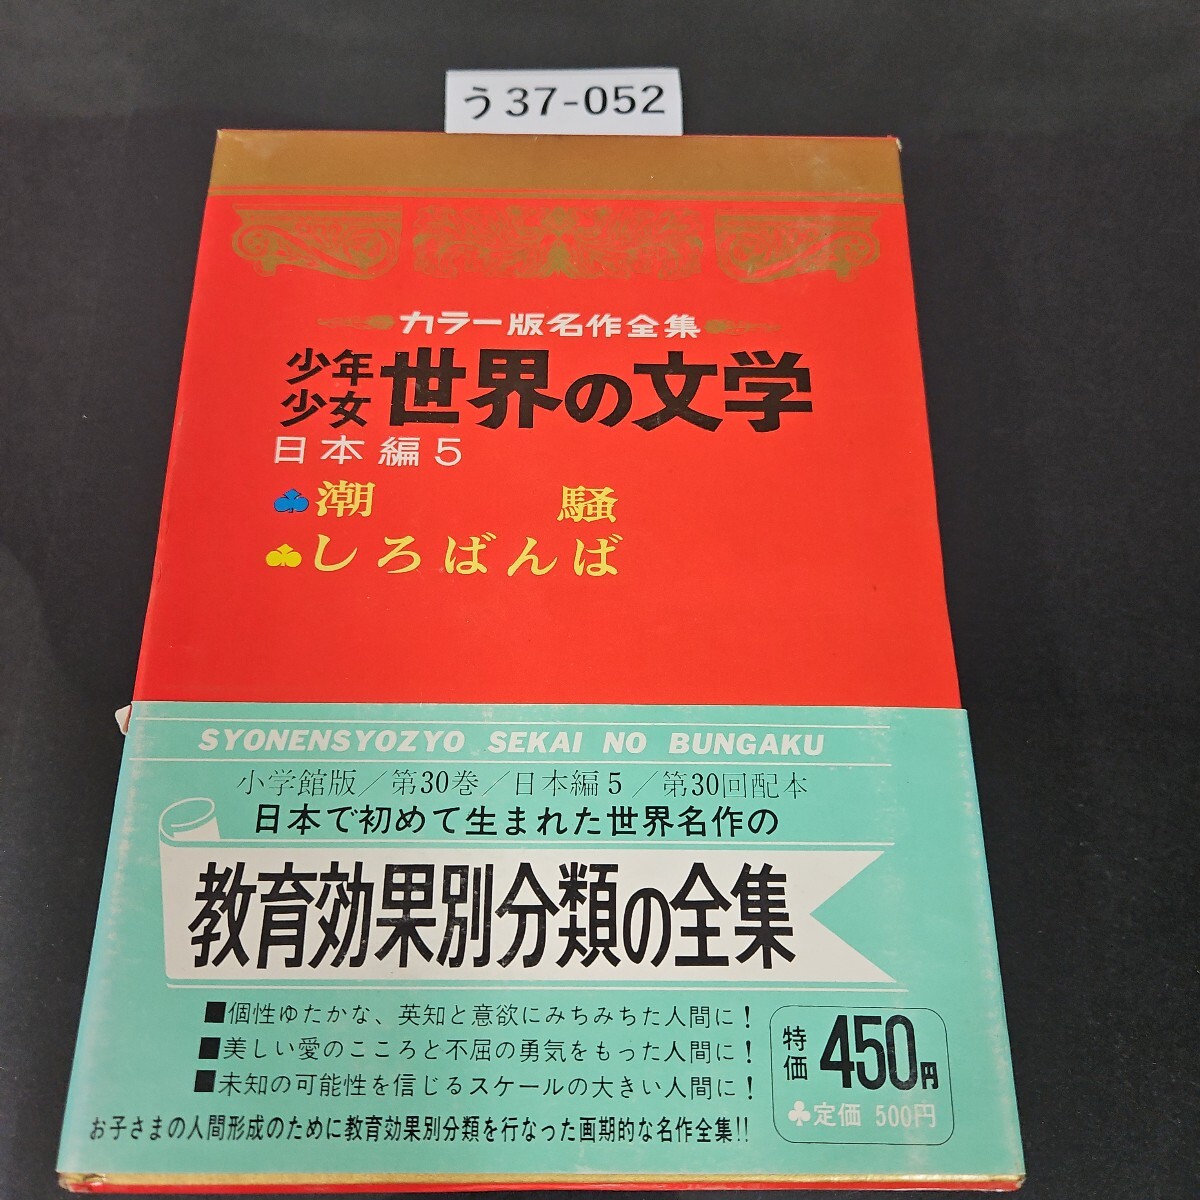 う37-052
カラー版名作全集
少年
少女
世界の文学
日本編5
潮騒
しろばんば
SYONENSYOZYO SEKAI NO BUNGAKU
小学館版／第30巻／日本編5／第30回配本
日本で初めて生まれた世界名作の
教育効果別分類の全集
■個性ゆたかな、英知と意欲にみちみちた人間に！
■美しい愛のこころと不屈の勇気をもった人間に！
■未知の可能性を信じるスケールの大きい人間に！
お子さまの人間形成のために教育効果別分類を行なった画期的な名作全集!!
特価 450円
♣定価 500円